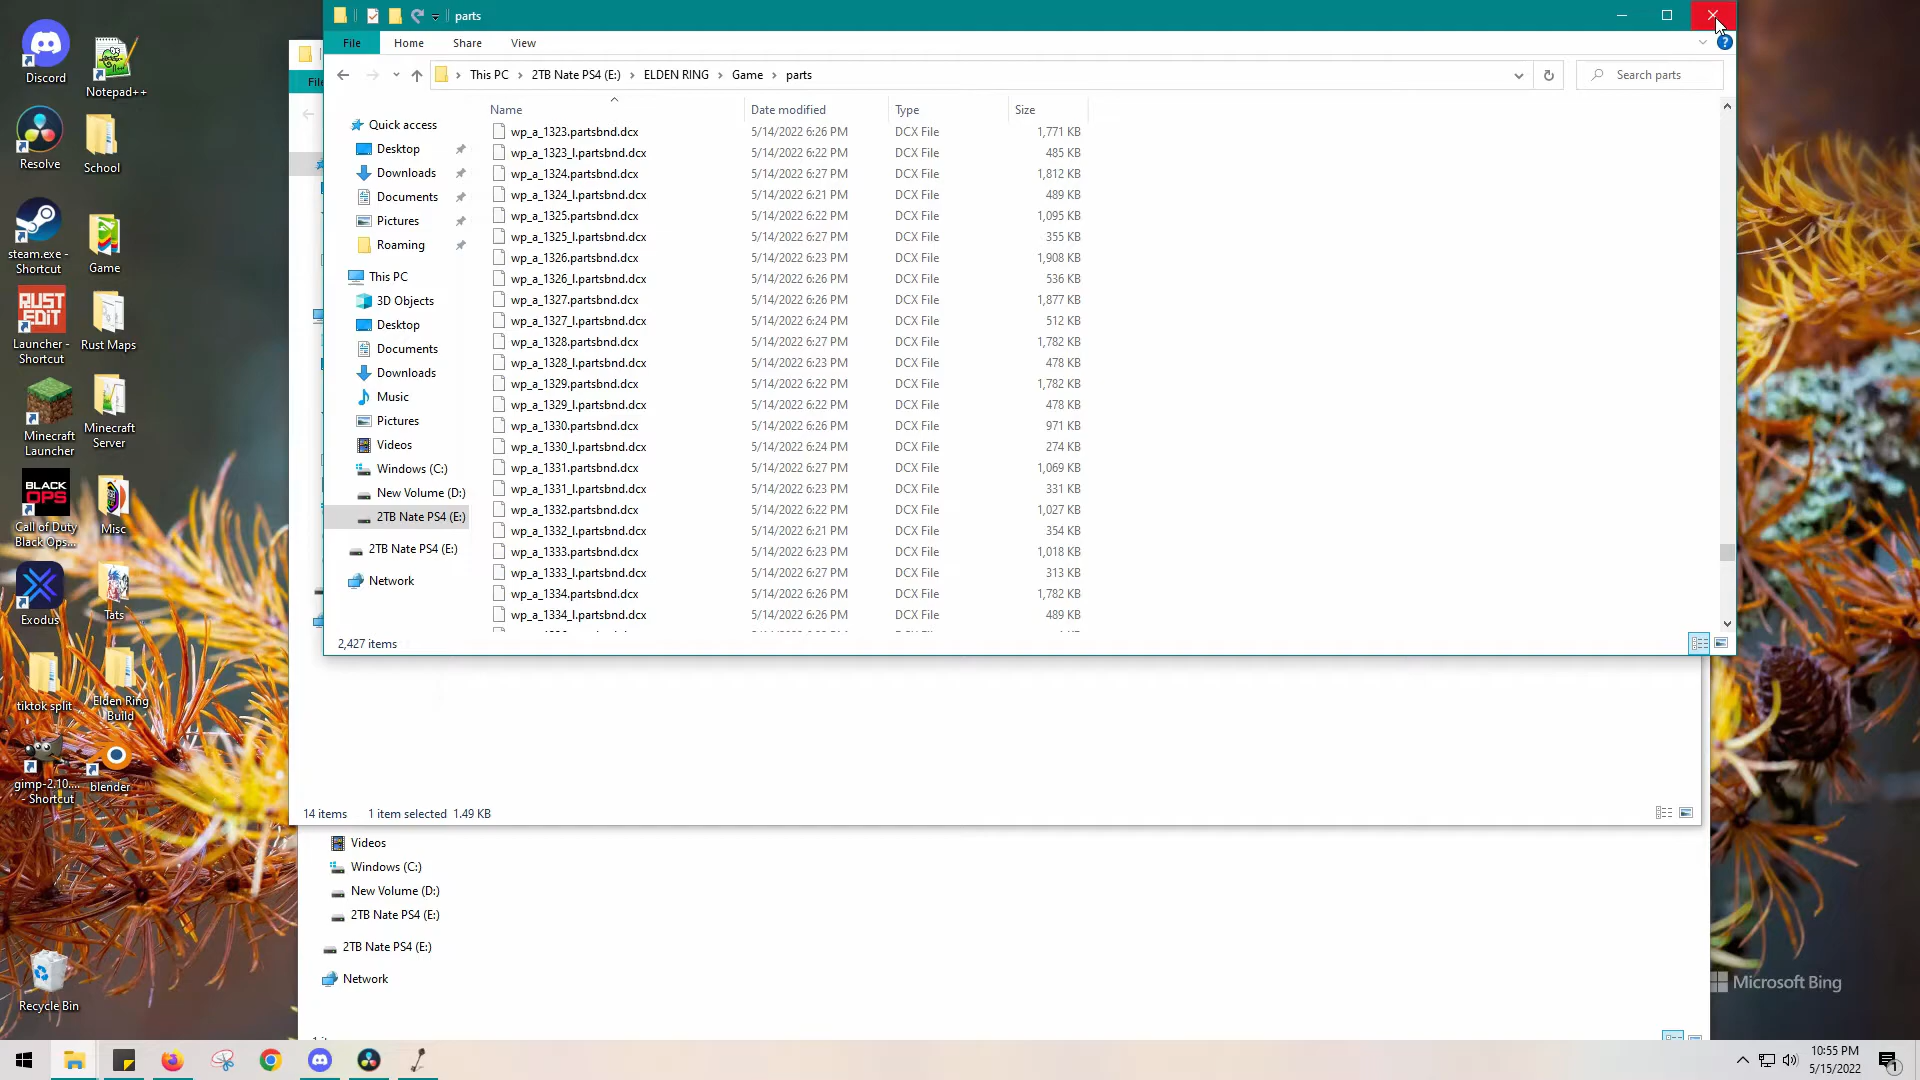 parts
File
Home
Share
View
This PC
2TB Nate PS4 (E:)
ELDEN RING
Game
parts
Search parts
Name
Date modified
Type
Size
Quick access
Desktop
Downloads
Documents
Pictures
Roaming
This PC
3D Objects
Desktop
Documents
Downloads
Music
Pictures
Videos
Windows (C:)
New Volume (D:)
2TB Nate PS4 (E:)
2TB Nate PS4 (E:)
Network
wp_a_1323.partsbnd.dcx 5/14/2022 6:26 PM DCX File 1,771 KB
wp_a_1323_l.partsbnd.dcx 5/14/2022 6:22 PM DCX File 485 KB
wp_a_1324.partsbnd.dcx 5/14/2022 6:27 PM DCX File 1,812 KB
wp_a_1324_l.partsbnd.dcx 5/14/2022 6:21 PM DCX File 489 KB
wp_a_1325.partsbnd.dcx 5/14/2022 6:22 PM DCX File 1,095 KB
wp_a_1325_l.partsbnd.dcx 5/14/2022 6:27 PM DCX File 355 KB
wp_a_1326.partsbnd.dcx 5/14/2022 6:23 PM DCX File 1,908 KB
wp_a_1326_l.partsbnd.dcx 5/14/2022 6:26 PM DCX File 536 KB
wp_a_1327.partsbnd.dcx 5/14/2022 6:26 PM DCX File 1,877 KB
wp_a_1327_l.partsbnd.dcx 5/14/2022 6:24 PM DCX File 512 KB
wp_a_1328.partsbnd.dcx 5/14/2022 6:27 PM DCX File 1,782 KB
wp_a_1328_l.partsbnd.dcx 5/14/2022 6:23 PM DCX File 478 KB
wp_a_1329.partsbnd.dcx 5/14/2022 6:22 PM DCX File 1,782 KB
wp_a_1329_l.partsbnd.dcx 5/14/2022 6:22 PM DCX File 478 KB
wp_a_1330.partsbnd.dcx 5/14/2022 6:26 PM DCX File 971 KB
wp_a_1330_l.partsbnd.dcx 5/14/2022 6:24 PM DCX File 274 KB
wp_a_1331.partsbnd.dcx 5/14/2022 6:27 PM DCX File 1,069 KB
wp_a_1331_l.partsbnd.dcx 5/14/2022 6:23 PM DCX File 331 KB
wp_a_1332.partsbnd.dcx 5/14/2022 6:22 PM DCX File 1,027 KB
wp_a_1332_l.partsbnd.dcx 5/14/2022 6:21 PM DCX File 354 KB
wp_a_1333.partsbnd.dcx 5/14/2022 6:23 PM DCX File 1,018 KB
wp_a_1333_l.partsbnd.dcx 5/14/2022 6:27 PM DCX File 313 KB
wp_a_1334.partsbnd.dcx 5/14/2022 6:26 PM DCX File 1,782 KB
wp_a_1334_l.partsbnd.dcx 5/14/2022 6:26 PM DCX File 489 KB
2,427 items
14 items 1 item selected 1.49 KB
Videos
Windows (C:)
New Volume (D:)
2TB Nate PS4 (E:)
2TB Nate PS4 (E:)
Network
Discord
Notepad++
Resolve
School
steam.exe -
Shortcut
Game
RUST
EDIT
Launcher -
Shortcut
Rust Maps
Minecraft
Launcher
Minecraft
Server
BLACK
OPS
Call of Duty
Black Ops...
Misc
Exodus
Tats
tiktok split
Elden Ring
Build
gimp-2.10....
- Shortcut
blender
Recycle Bin
Microsoft Bing
10:55 PM
5/15/2022
1